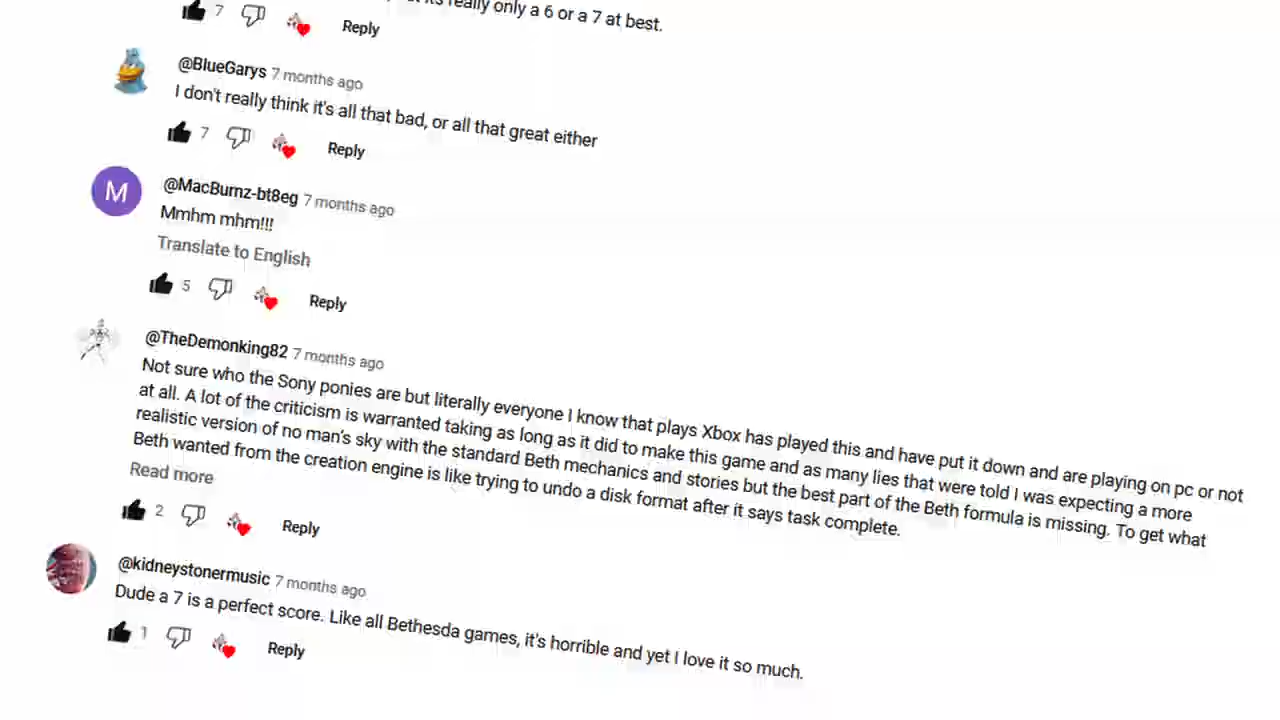 really only a 6 or a 7 at best.
7 Reply
@BlueGarys 7 months ago
I don't really think it's all that bad, or all that great either
7 Reply
M
@MacBurnz-bt8eg 7 months ago
Mmhm mhm!!!
Translate to English
5 Reply
@TheDemonking82 7 months ago
Not sure who the Sony ponies are but literally everyone I know that plays Xbox has played this and have put it down and are playing on pc or not
at all. A lot of the criticism is warranted taking as long as it did to make this game and as many lies that were told I was expecting a more
realistic version of no man's sky with the standard Beth mechanics and stories but the best part of the Beth formula is missing. To get what
Beth wanted from the creation engine is like trying to undo a disk format after it says task complete.
Read more
2 Reply
@kidneystonermusic 7 months ago
Dude a 7 is a perfect score. Like all Bethesda games, it's horrible and yet I love it so much.
1 Reply